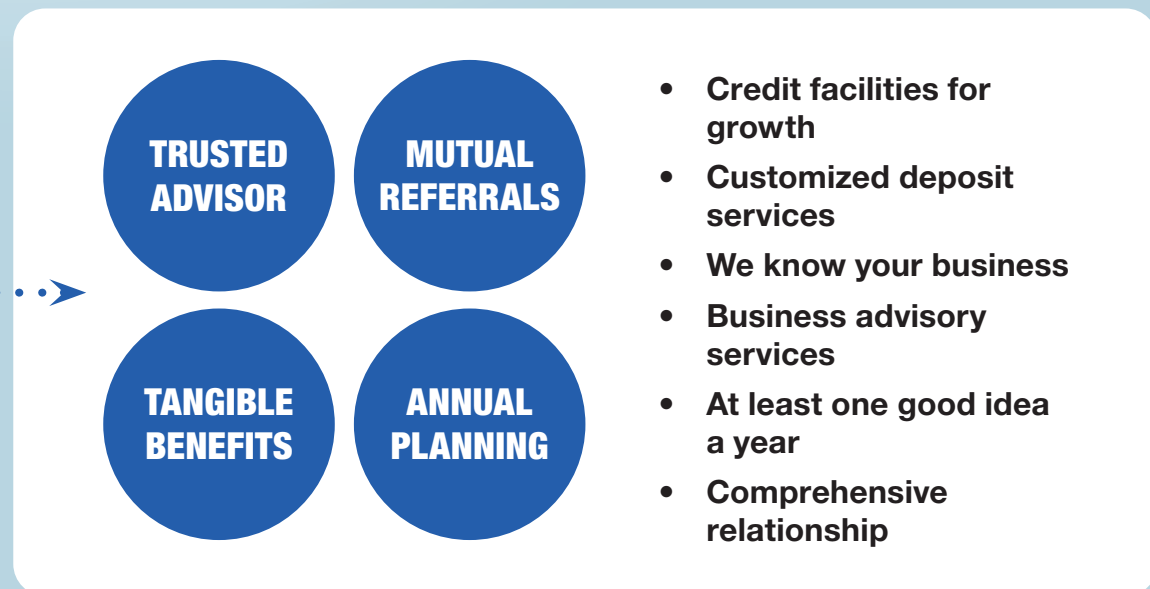 TRUSTED
ADVISOR
MUTUAL
REFERRALS
TANGIBLE
BENEFITS
ANNUAL
PLANNING
• Credit facilities for
growth
• Customized deposit
services
• We know your business
• Business advisory
services
• At least one good idea
a year
• Comprehensive
relationship